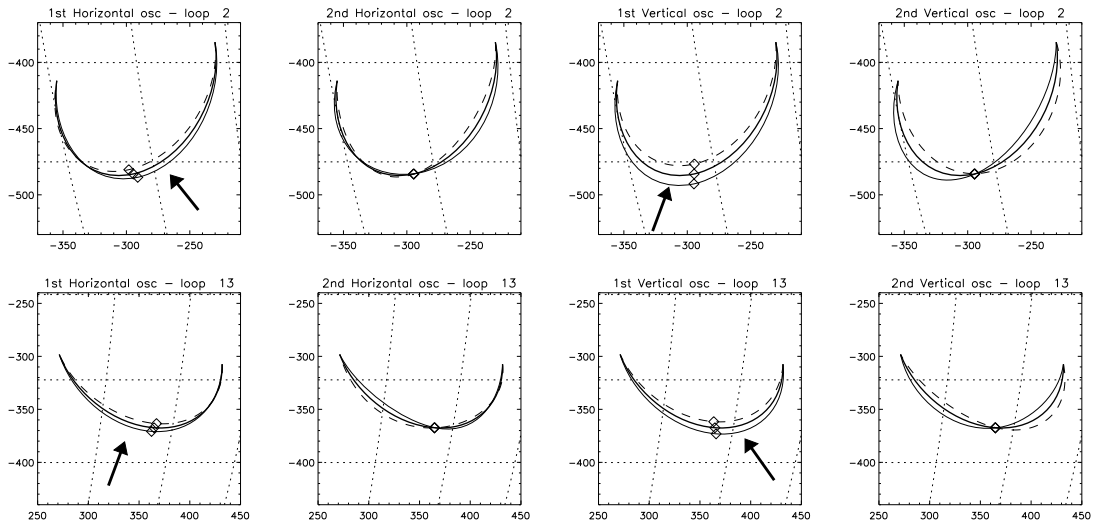 1st Horizontal osc − loop 2
2nd Horizontal osc − loop 2
1st Vertical osc − loop 2
2nd Vertical osc − loop 2
−400 −400 −400 −400
−450 −450 −450 −450
−500 −500 −500 −500
−350 −300 −250 −350 −300 −250 −350 −300 −250 −350 −300 −250
1st Horizontal osc − loop 13
2nd Horizontal osc − loop 13
1st Vertical osc − loop 13
2nd Vertical osc − loop 13
−250 −250 −250 −250
−300 −300 −300 −300
−350 −350 −350 −350
−400 −400 −400 −400
250 300 350 400 450 250 300 350 400 450 250 300 350 400 450 250 300 350 400 450